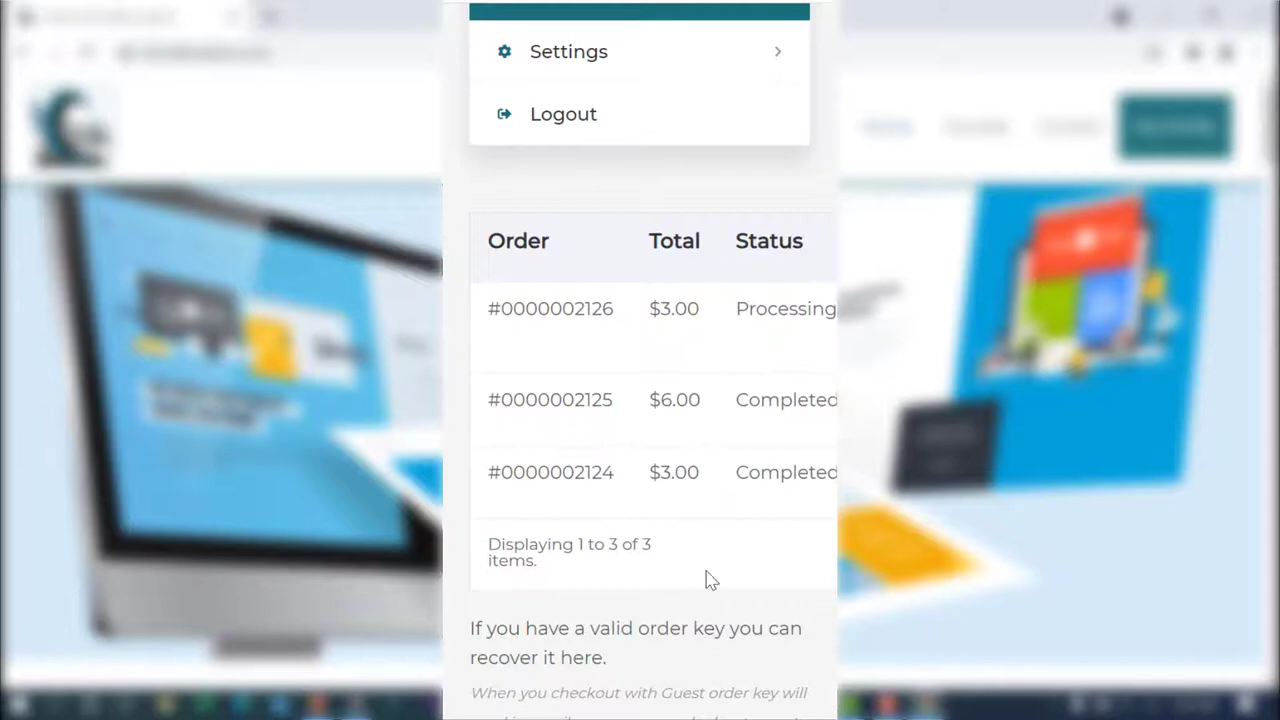 Settings
Logout
Order Total Status
#0000002126 $3.00 Processing
#0000002125 $6.00 Completed
#0000002124 $3.00 Completed
Displaying 1 to 3 of 3
items.
If you have a valid order key you can
recover it here.
When you checkout with Guest order key will